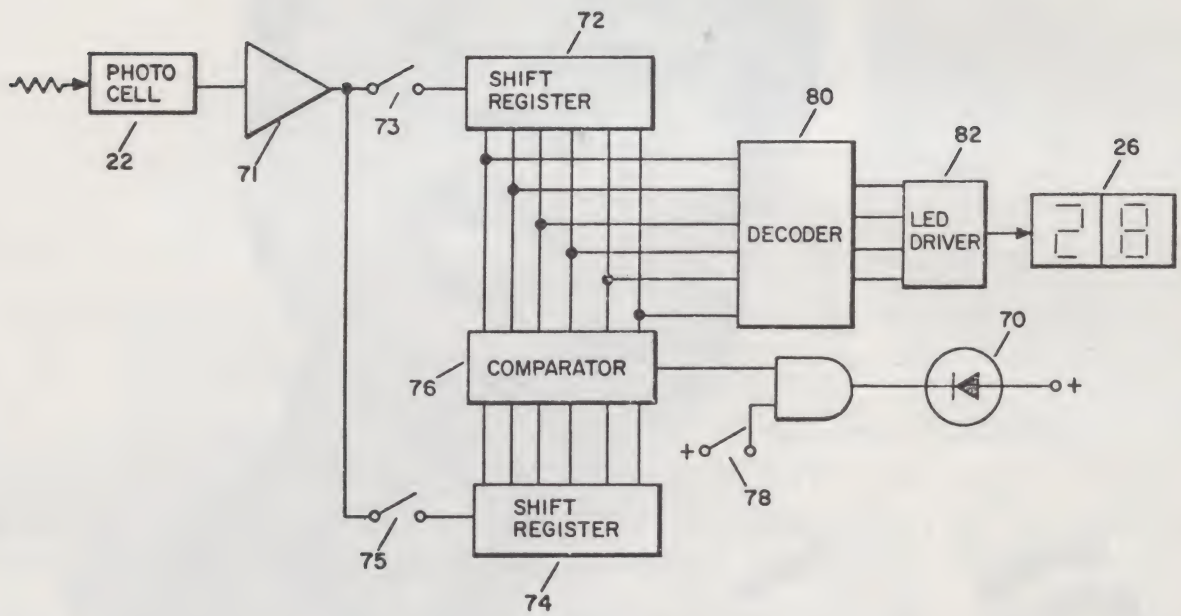 72
PHOTO
CELL
SHIFT
REGISTER
80
73
22
71
82
26
DECODER
LED
DRIVER
28
70
76
COMPARATOR
+
+
78
SHIFT
REGISTER
75
74